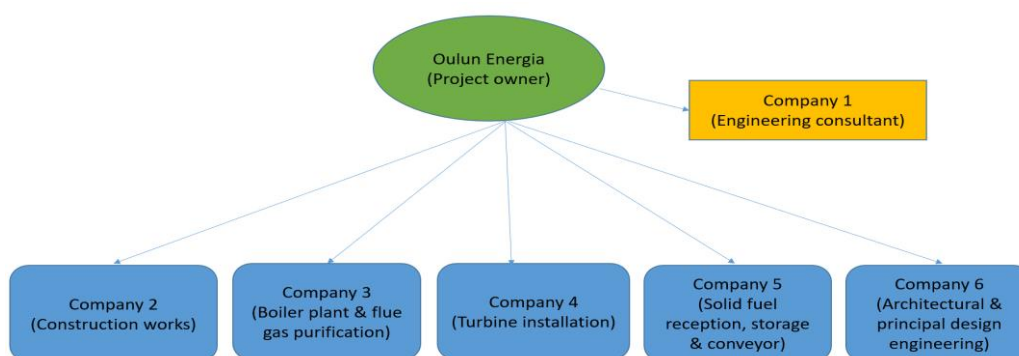 Oulun Energia
(Project owner)
Company 1
(Engineering consultant)
Company 2
(Construction works)
Company 3
(Boiler plant & flue
gas purification)
Company 4
(Turbine installation)
Company 5
(Solid fuel
reception, storage
& conveyor)
Company 6
(Architectural &
principal design
engineering)